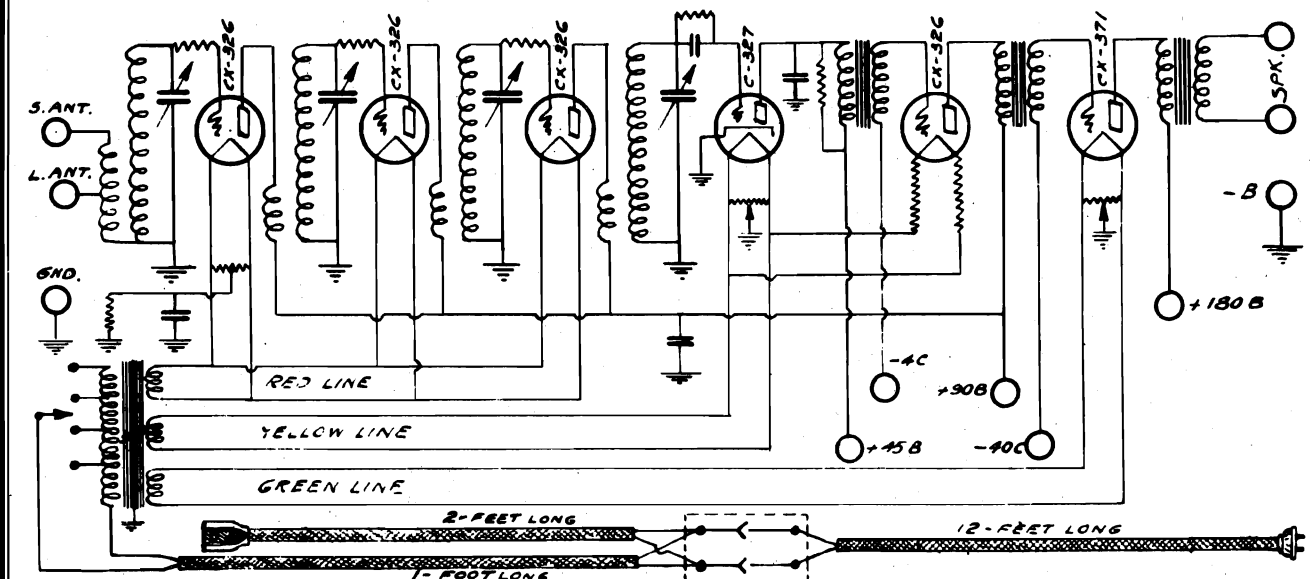 CX-326
CX-326
CX-326
C-327
CX-326
CX-371
SPK.
S. ANT.
L. ANT.
GND.
-B
+180 B
-4C
+90B
+45 B
-40C
RED LINE
YELLOW LINE
GREEN LINE
2-FEET LONG
12-FEET LONG
1-FOOT LONG